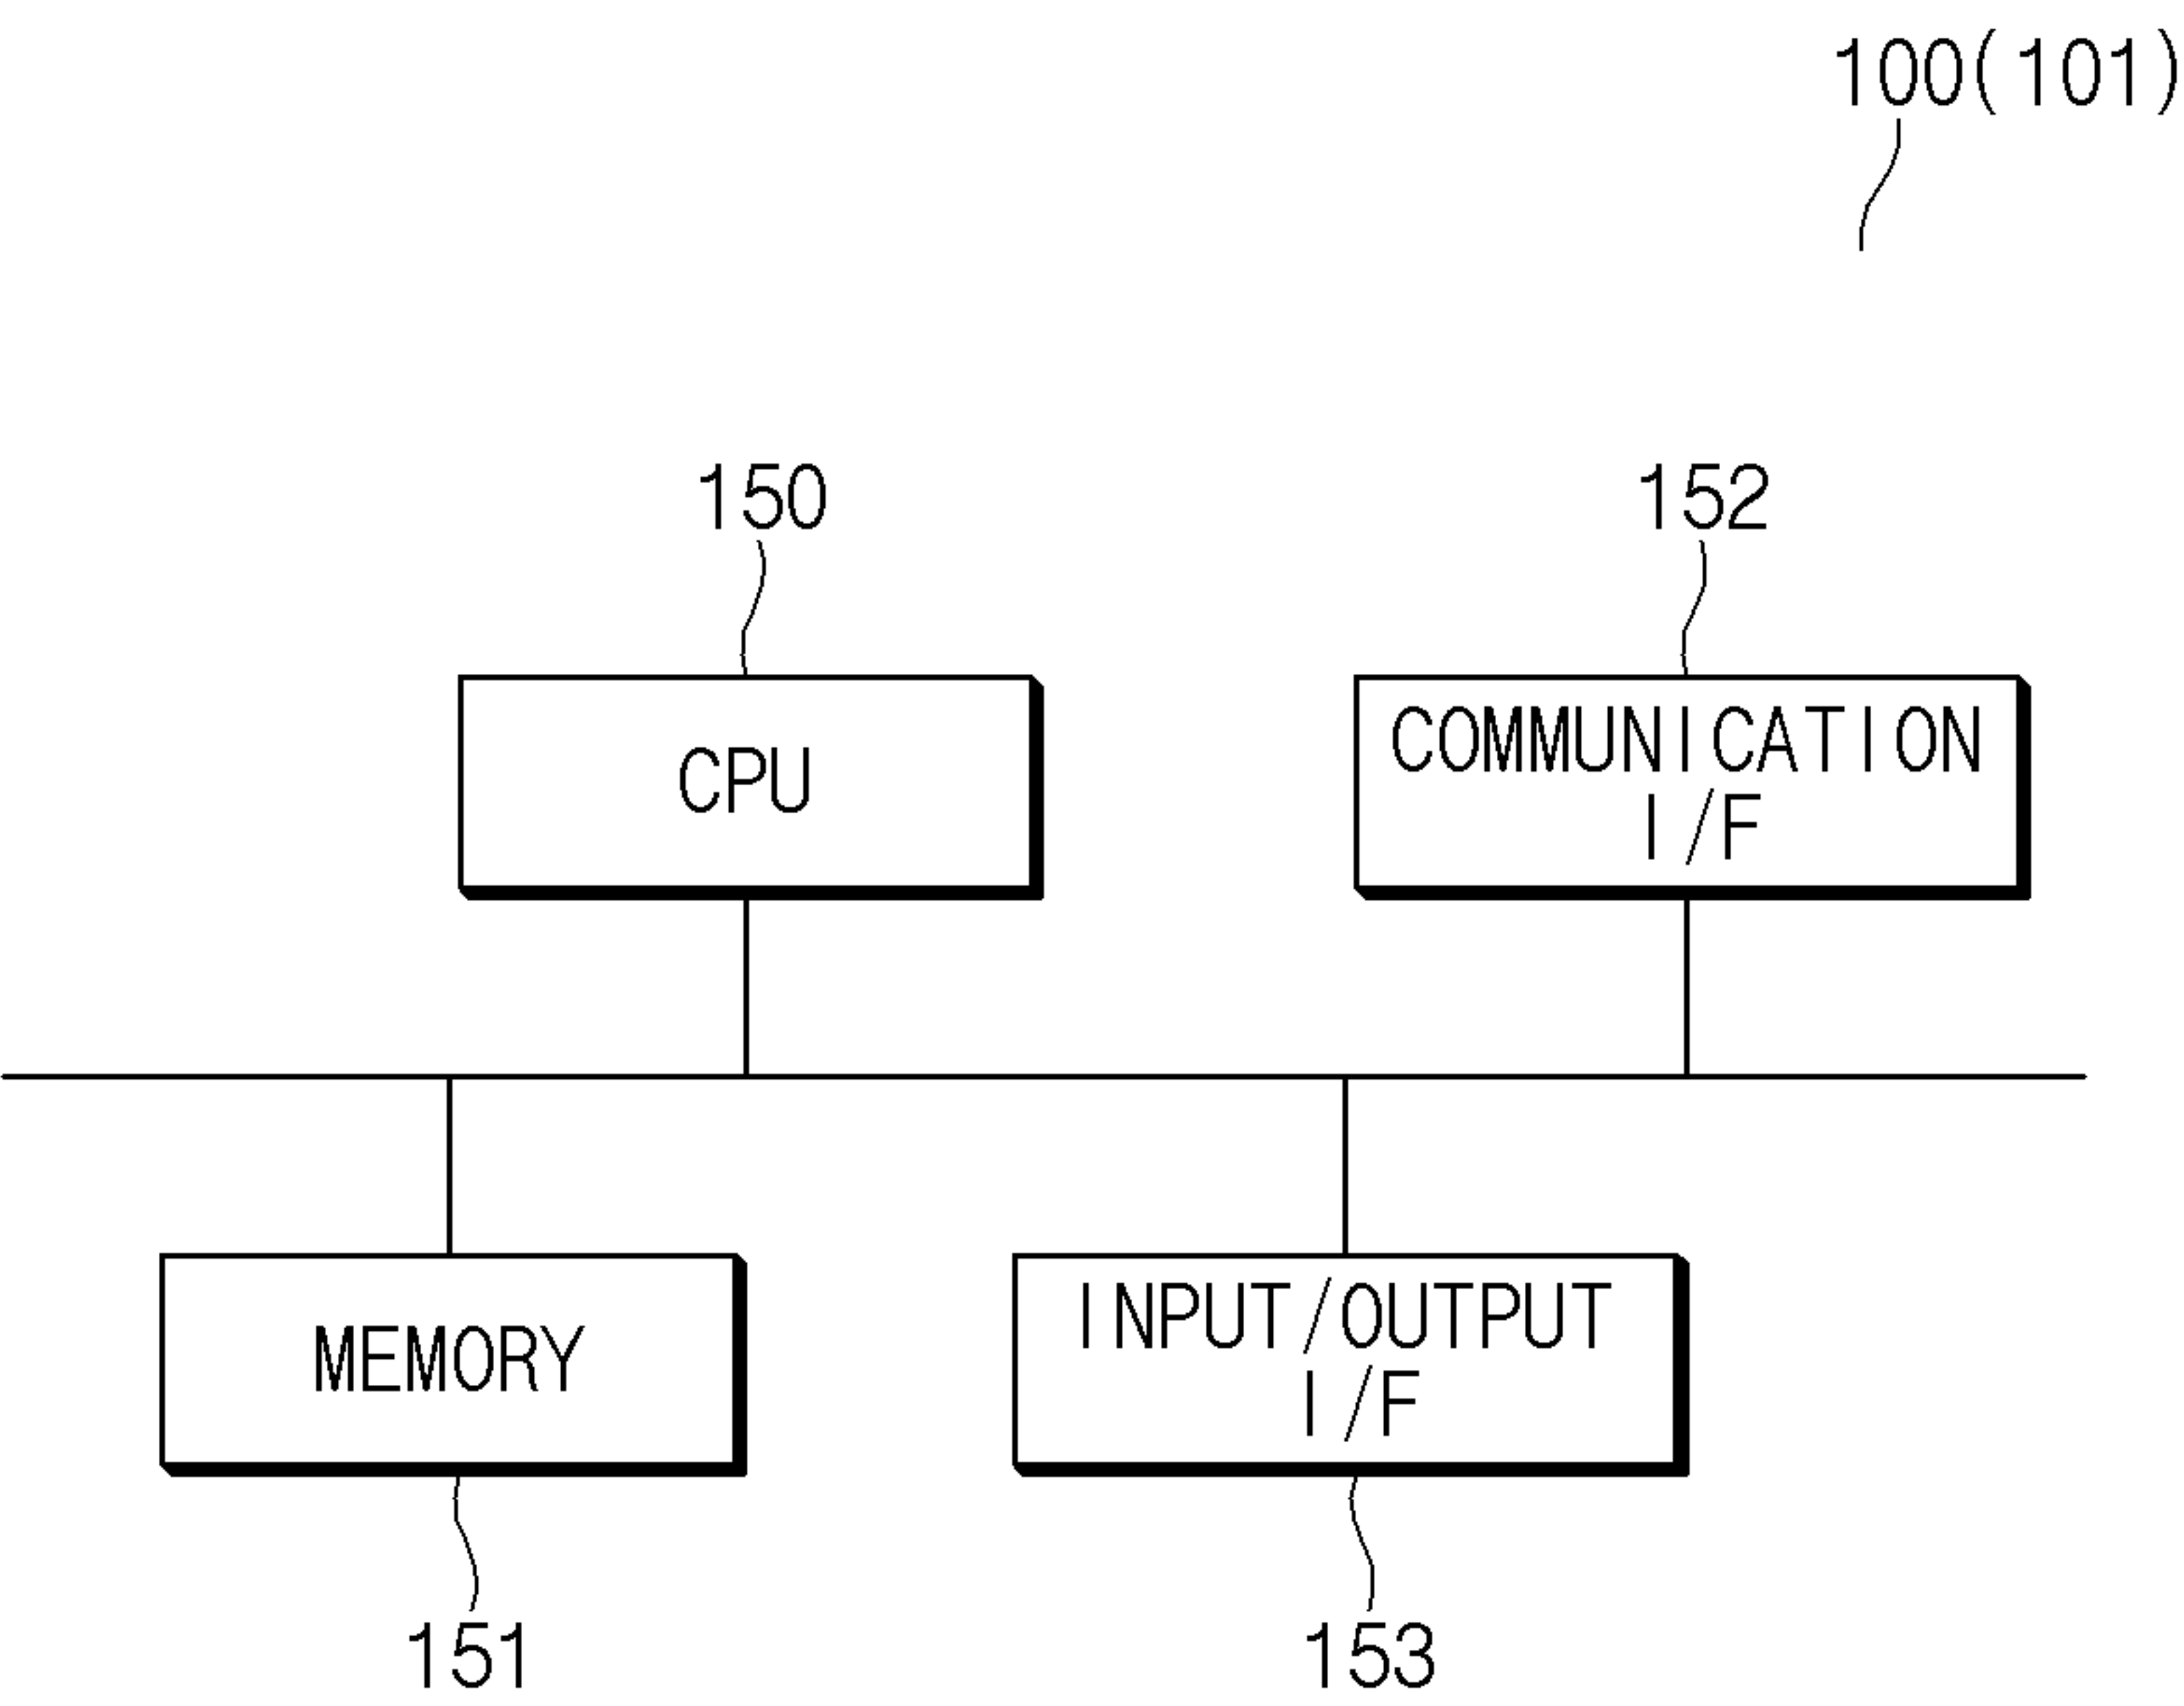 100(101)
150
152
CPU
COMMUNICATION
I/F
MEMORY
INPUT/OUTPUT
I/F
151
153